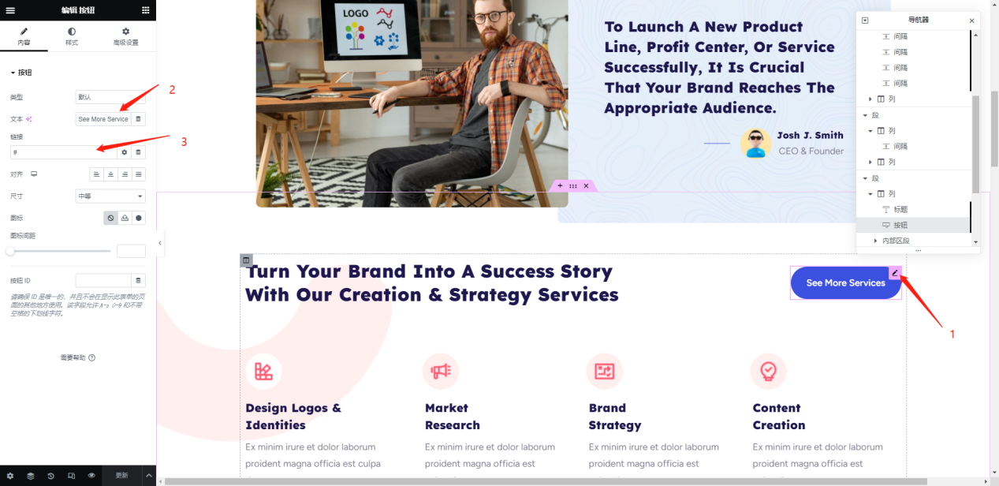 编辑 按钮
内容
样式
高级设置
按钮
类型
默认
文本
See More Service
2
链接
#
3
对齐
尺寸
中等
图标
图标间距
按钮 ID
请确保 ID 是唯一的，并且不会在显示此表单的页
面的其他地方使用。该字段允许 A-z 0-9 和不带
空格的下划线字符。
需要帮助
更新
LOGO
To Launch A New Product
Line, Profit Center, Or Service
Successfully, It Is Crucial
That Your Brand Reaches The
Appropriate Audience.
Josh J. Smith
CEO & Founder
导航器
间隔
间隔
间隔
间隔
列
段
列
间隔
列
段
列
标题
按钮
内部区段
Turn Your Brand Into A Success Story
With Our Creation & Strategy Services
See More Services
1
Design Logos &
Identities
Ex minim irure et dolor laborum
proident magna officia est culpa
Market
Research
Ex minim irure et dolor laborum
proident magna officia est
Brand
Strategy
Ex minim irure et dolor laborum
proident magna officia est
Content
Creation
Ex minim irure et dolor laborum
proident magna officia est